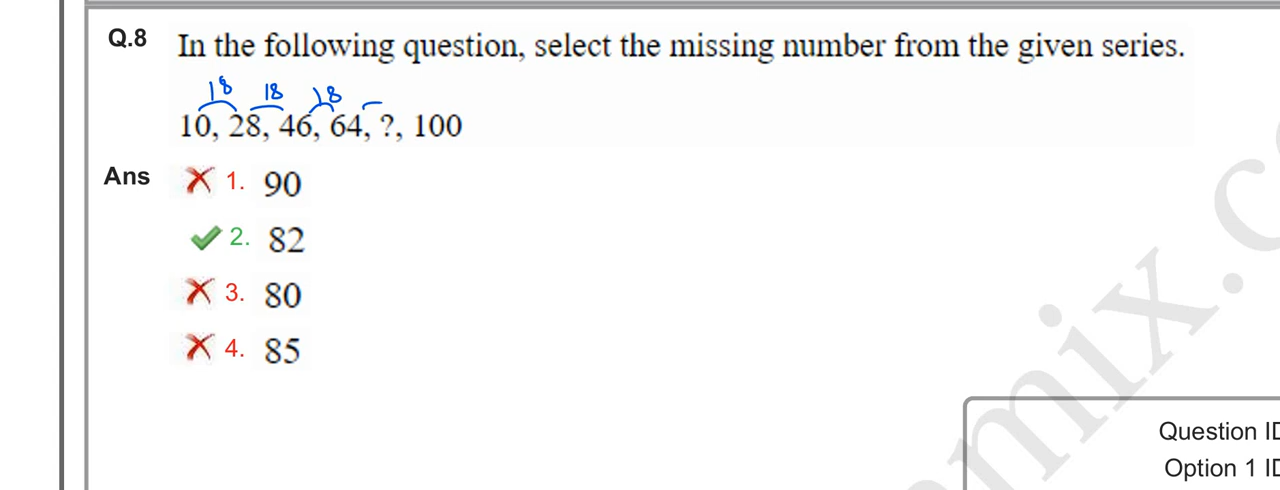 Q.8 In the following question, select the missing number from the given series.
18 18 18
10, 28, 46, 64, ?, 100
Ans 1. 90
2. 82
3. 80
4. 85
mix.c
Question ID
Option 1 ID